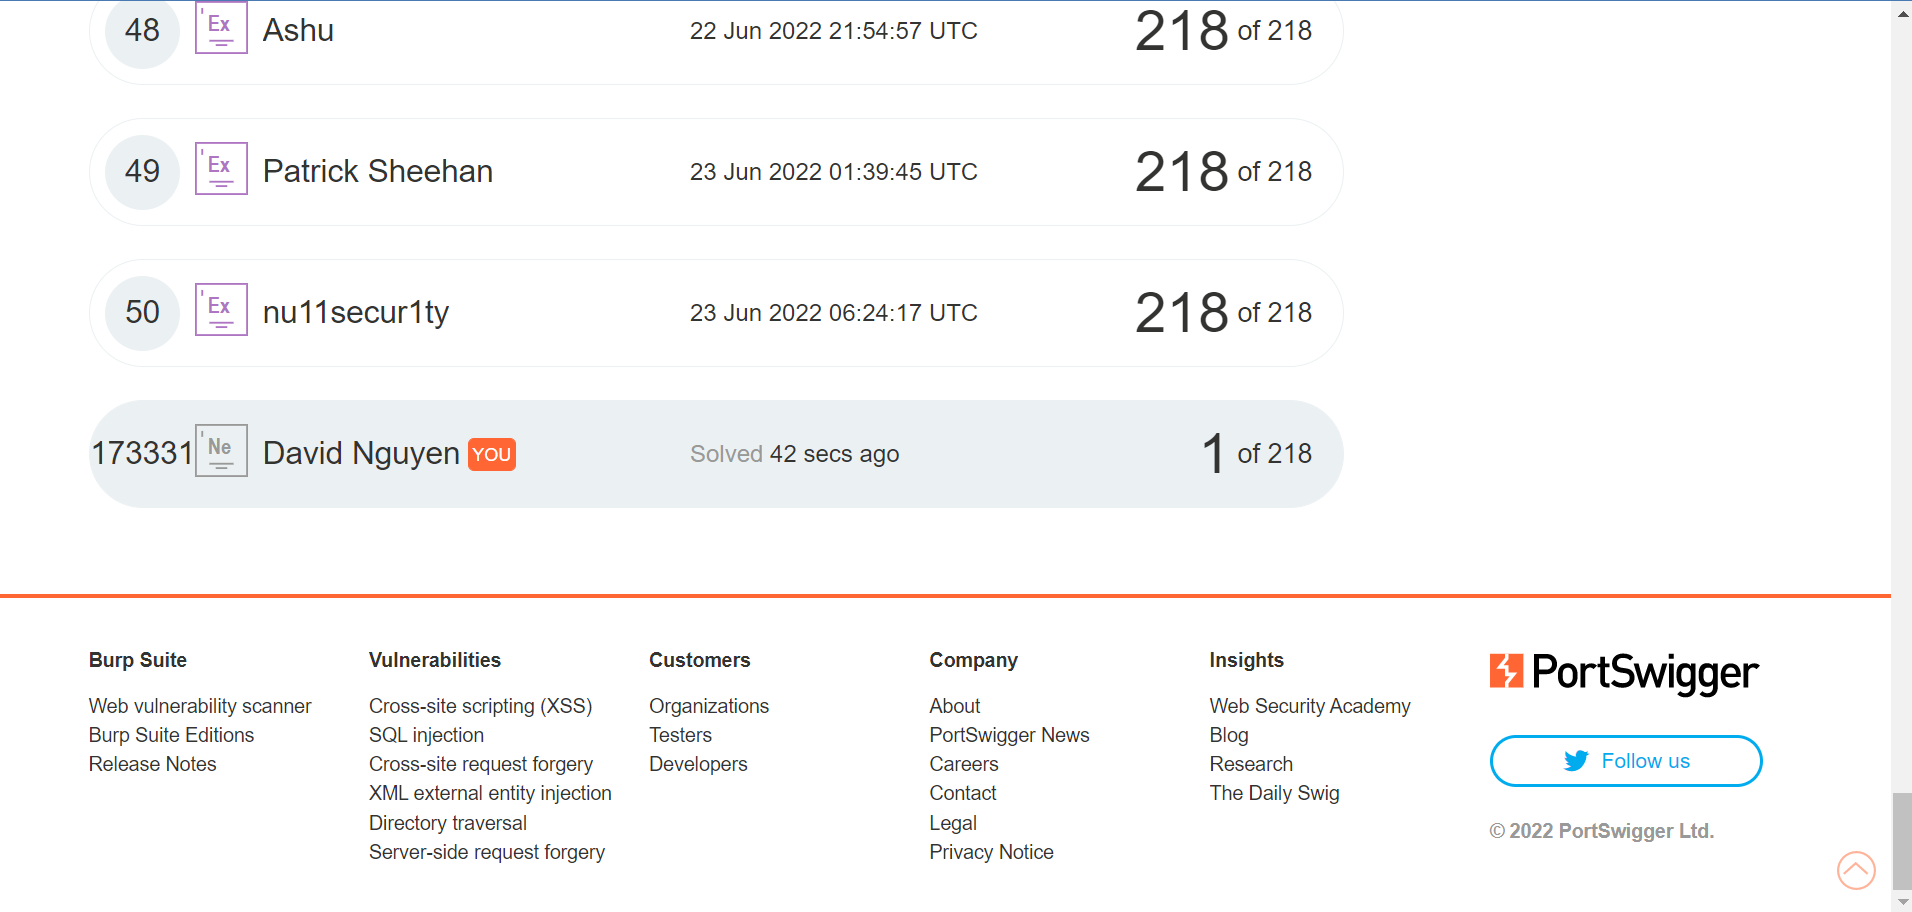 48 Ex Ashu 22 Jun 2022 21:54:57 UTC 218 of 218
49 Ex Patrick Sheehan 23 Jun 2022 01:39:45 UTC 218 of 218
50 Ex nu11secur1ty 23 Jun 2022 06:24:17 UTC 218 of 218
173331 Ne David Nguyen YOU Solved 42 secs ago 1 of 218
Burp Suite
Web vulnerability scanner
Burp Suite Editions
Release Notes
Vulnerabilities
Cross-site scripting (XSS)
SQL injection
Cross-site request forgery
XML external entity injection
Directory traversal
Server-side request forgery
Customers
Organizations
Testers
Developers
Company
About
PortSwigger News
Careers
Contact
Legal
Privacy Notice
Insights
Web Security Academy
Blog
Research
The Daily Swig
PortSwigger
Follow us
© 2022 PortSwigger Ltd.